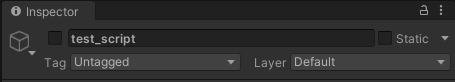 Inspector
test_script
Static
Tag Untagged Layer Default